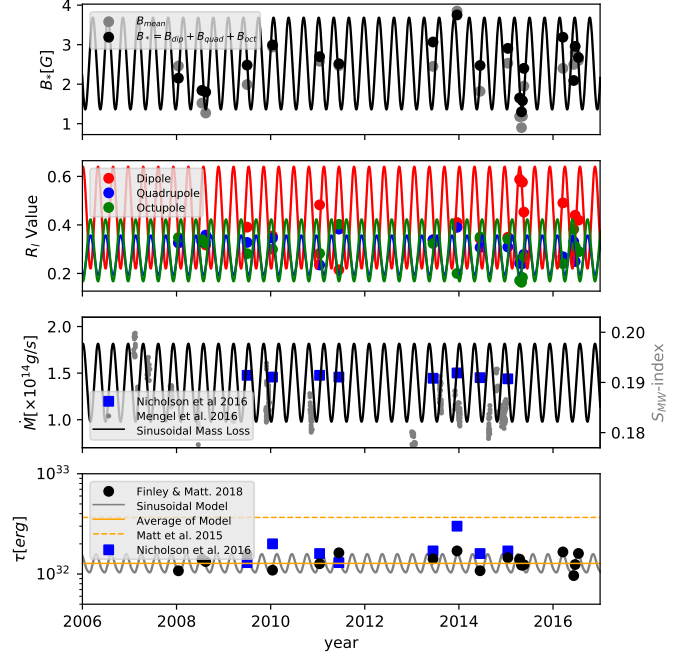 4
3
2
1
B*[G]
B_mean
B* = B_dip + B_quad + B_oct
0.6
0.4
0.2
R_l Value
Dipole
Quadrupole
Octupole
2.0
1.5
1.0
Ṁ[×10^14 g/s]
Nicholson et al 2016
Mengel et al. 2016
Sinusoidal Mass Loss
0.20
0.19
0.18
S_MW-index
10^33
10^32
τ[erg]
Finley & Matt. 2018
Sinusoidal Model
Average of Model
Matt et al. 2015
Nicholson et al. 2016
2006 2008 2010 2012 2014 2016
year